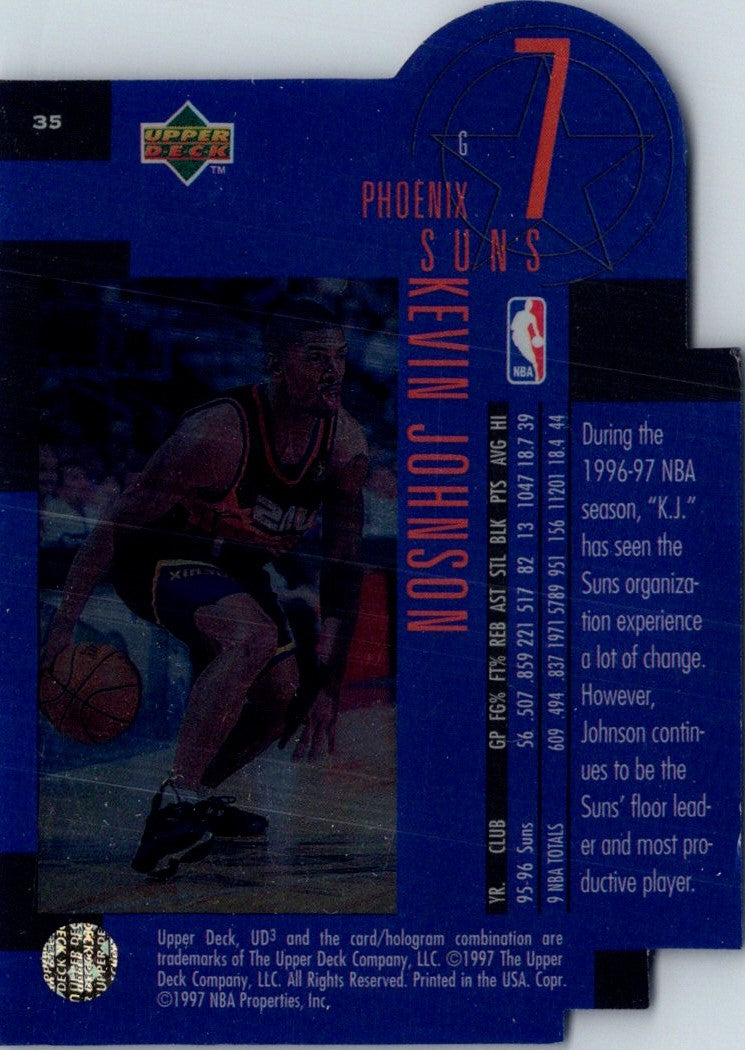 35
UPPER
DECK
TM
7
G
PHOENIX
SUNS
KEVIN JOHNSON
NBA
YR. CLUB GP FG% FT% REB AST STL BLK PTS AVG HI
95-96 Suns 56 .507 .859 221 517 82 13 1047 18.7 39
9 NBA TOTALS 609 .494 .837 1971 5789 951 156 11201 18.4 44
During the
1996-97 NBA
season, "K.J."
has seen the
Suns organiza-
tion experience
a lot of change.
However,
Johnson contin-
ues to be the
Suns' floor lead-
er and most pro-
ductive player.
Upper Deck, UD³ and the card/hologram combination are
trademarks of The Upper Deck Company, LLC. ©1997 The Upper
Deck Company, LLC. All Rights Reserved. Printed in the USA. Copr.
©1997 NBA Properties, Inc,